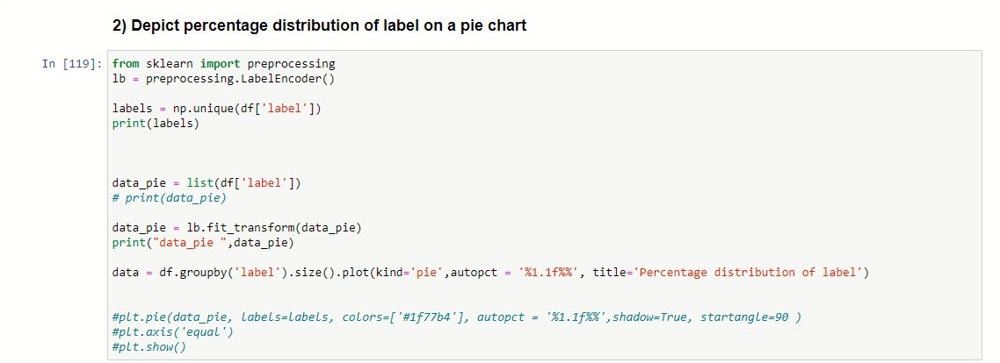 2) Depict percentage distribution of label on a pie chart
In [119]: from sklearn import preprocessing
lb = preprocessing.LabelEncoder()
labels = np.unique(df['label'])
print(labels)
data_pie = list(df['label'])
# print(data_pie)
data_pie = lb.fit_transform(data_pie)
print("data_pie ",data_pie)
data = df.groupby('label').size().plot(kind='pie',autopct = '%1.1f%%', title='Percentage distribution of label')
#plt.pie(data_pie, labels=labels, colors=['#1f77b4'], autopct = '%1.1f%%',shadow=True, startangle=90 )
#plt.axis('equal')
#plt.show()